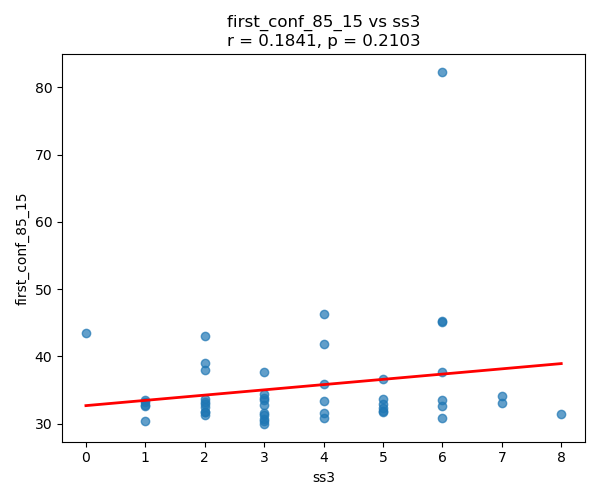 first_conf_85_15 vs ss3
r = 0.1841, p = 0.2103
80
70
60
50
40
30
first_conf_85_15
0 1 2 3 4 5 6 7 8
ss3